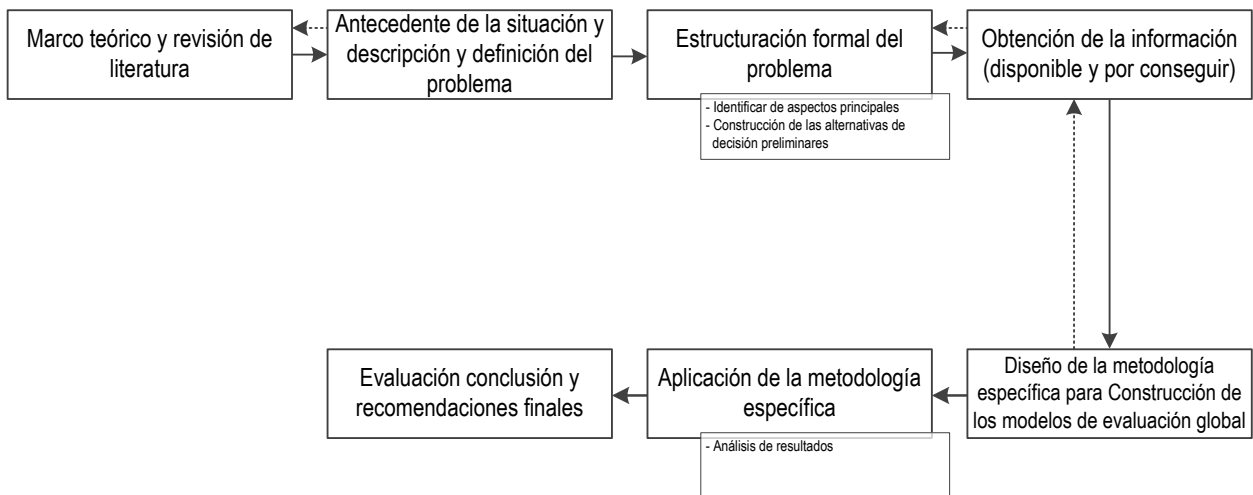 Marco teórico y revisión de
literatura
Antecedente de la situación y
descripción y definición del
problema
Estructuración formal del
problema
- Identificar de aspectos principales
- Construcción de las alternativas de
decisión preliminares
Obtención de la información
(disponible y por conseguir)
Diseño de la metodología
específica para Construcción de
los modelos de evaluación global
Aplicación de la metodología
específica
- Análisis de resultados
Evaluación conclusión y
recomendaciones finales